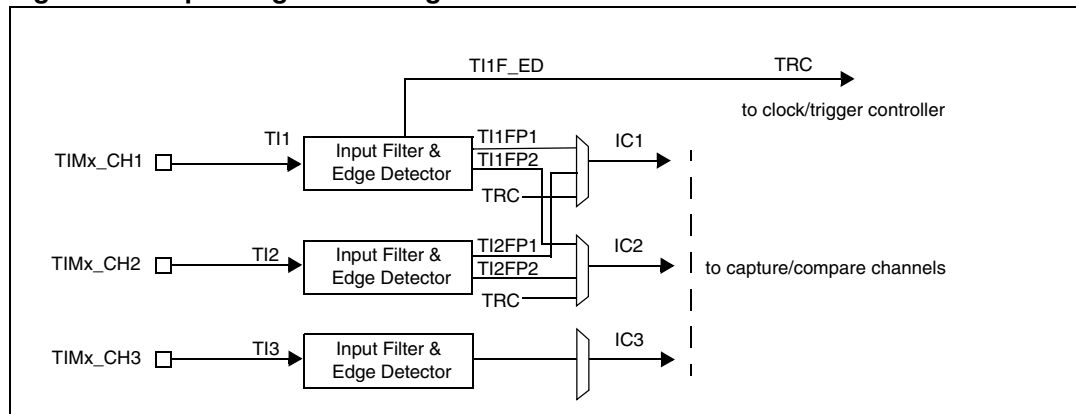 TI1F_ED
TRC
to clock/trigger controller
TIMx_CH1
TI1
Input Filter &
Edge Detector
TI1FP1
TI1FP2
TRC
IC1
TIMx_CH2
TI2
Input Filter &
Edge Detector
TI2FP1
TI2FP2
TRC
IC2
to capture/compare channels
TIMx_CH3
TI3
Input Filter &
Edge Detector
IC3